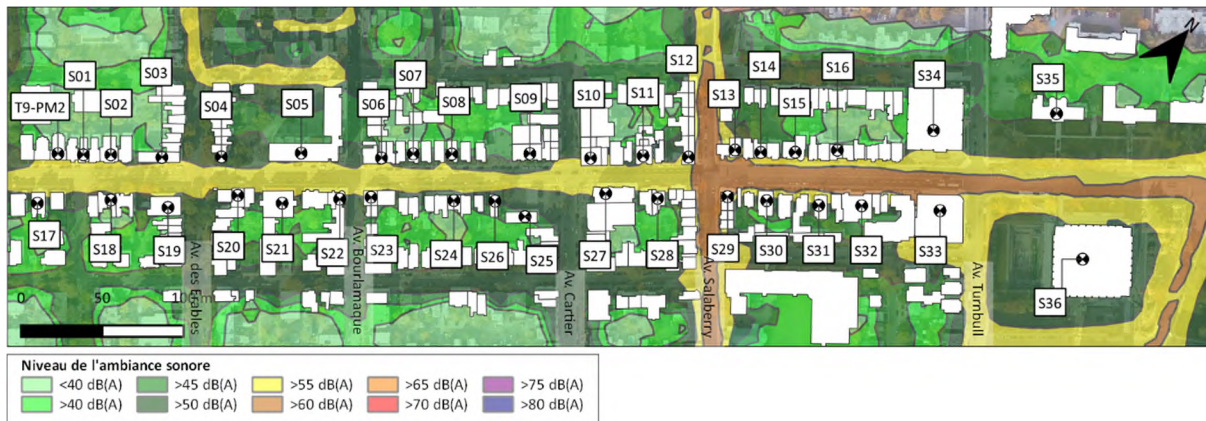 N
S12
S07
S14
S16
S03
S01
S34
S35
S11
T9-PM2
S02
S04
S05
S06
S08
S09
S10
S13
S15
S17
S18
S19
S20
S21
S22
S23
S24
S26
S25
S27
S28
S29
S30
S31
S32
S33
S36
Av. des Érables
Av. Bourlamaque
Av. Cartier
Av. Salaberry
Av. Turnbull
0 50
Niveau de l'ambiance sonore
<40 dB(A) >45 dB(A) >55 dB(A) >65 dB(A) >75 dB(A)
>40 dB(A) >50 dB(A) >60 dB(A) >70 dB(A) >80 dB(A)